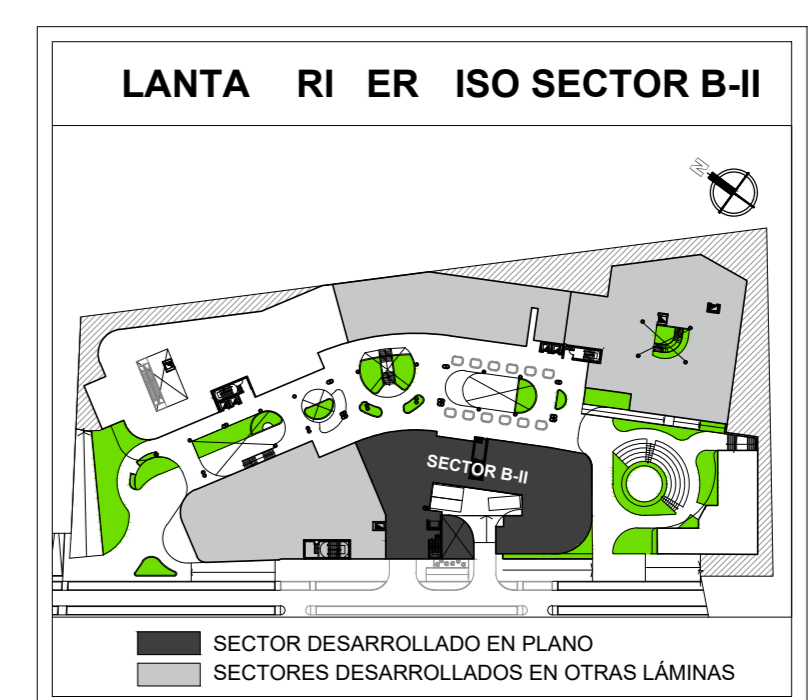 LANTA RI ER ISO SECTOR B-II
N
SECTOR B-II
SECTOR DESARROLLADO EN PLANO
SECTORES DESARROLLADOS EN OTRAS LÁMINAS